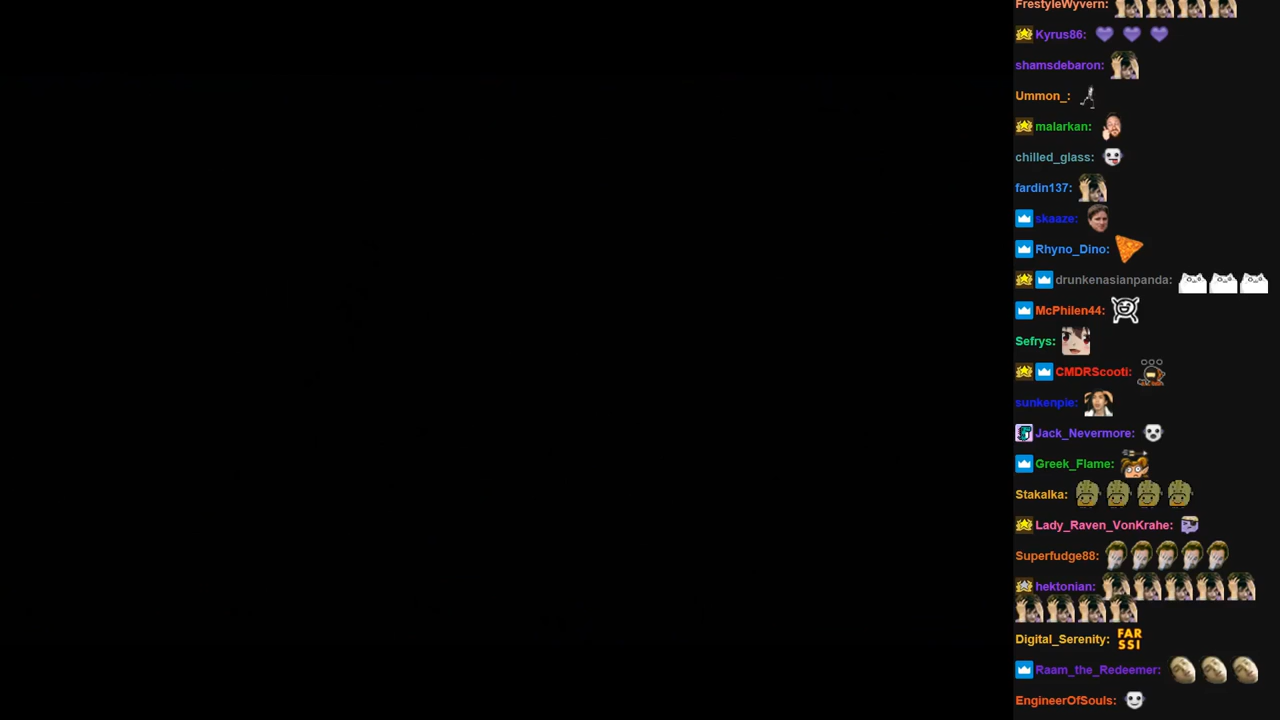 FrestyleWyvern:
Kyrus86:
shamsdebaron:
Ummon_:
malarkan:
chilled_glass:
fardin137:
skaaze:
Rhyno_Dino:
drunkenasianpanda:
McPhilen44:
Sefrys:
CMDRScooti:
sunkenpie:
Jack_Nevermore:
Greek_Flame:
Stakalka:
Lady_Raven_VonKrahe:
Superfudge88:
hektonian:
Digital_Serenity: FAR
SSI
Raam_the_Redeemer:
EngineerOfSouls: